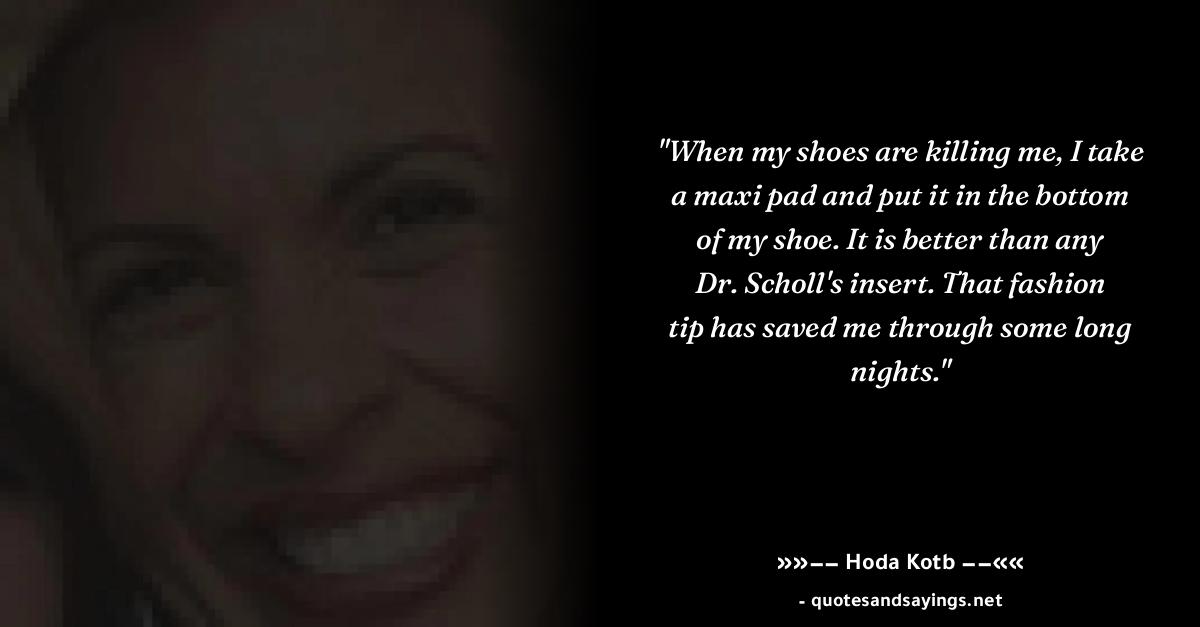 "When my shoes are killing me, I take
a maxi pad and put it in the bottom
of my shoe. It is better than any
Dr. Scholl's insert. That fashion
tip has saved me through some long
nights."
»»—— Hoda Kotb ——««
- quotesandsayings.net